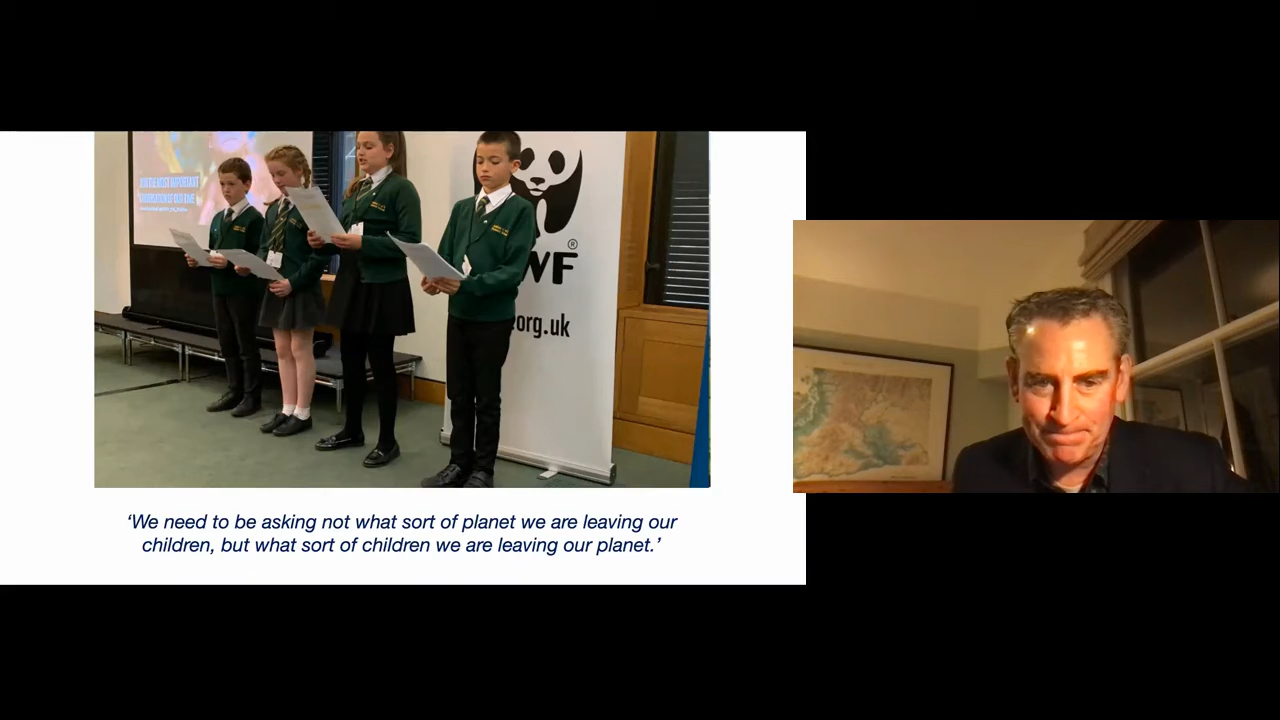 WF
®
.org.uk
‘We need to be asking not what sort of planet we are leaving our
children, but what sort of children we are leaving our planet.’